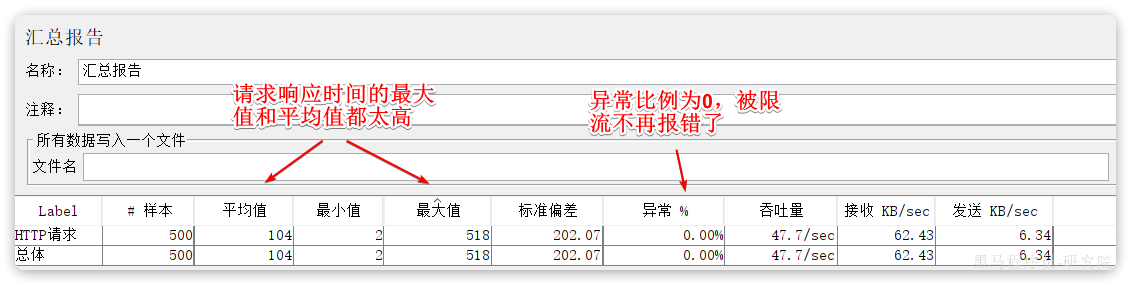 汇总报告
名称： 汇总报告
请求响应时间的最大
值和平均值都太高
异常比例为0，被限
流不再报错了
注释：
所有数据写入一个文件
文件名
Label # 样本 平均值 最小值 最大值 标准偏差 异常 % 吞吐量 接收 KB/sec 发送 KB/sec
HTTP请求 500 104 2 518 202.07 0.00% 47.7/sec 62.43 6.34
总体 500 104 2 518 202.07 0.00% 47.7/sec 62.43 6.34
黑马程序员-研究院